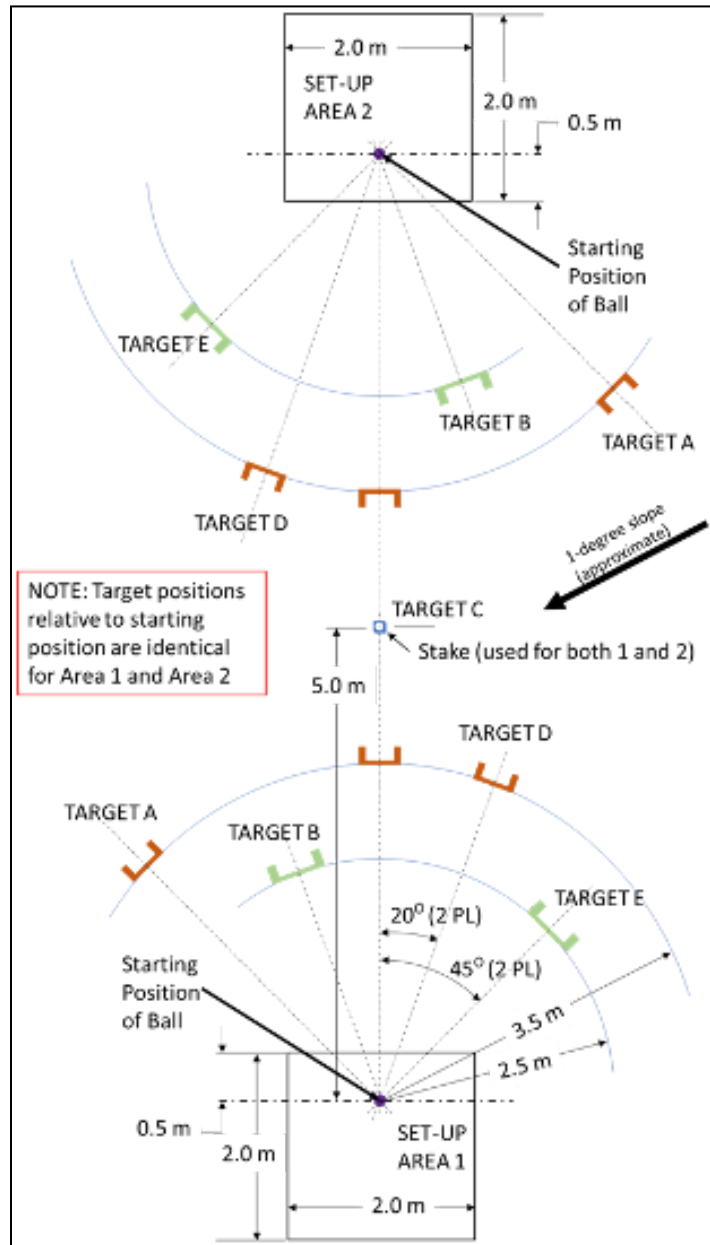 2.0 m
SET-UP
AREA 2
2.0 m
0.5 m
Starting
Position
of Ball
TARGET E
TARGET B
TARGET A
TARGET D
1-degree slope
(approximate)
NOTE: Target positions
relative to starting
position are identical
for Area 1 and Area 2
TARGET C
Stake (used for both 1 and 2)
5.0 m
TARGET D
TARGET A
TARGET B
TARGET E
20⁰ (2 PL)
45⁰ (2 PL)
Starting
Position
of Ball
3.5 m
2.5 m
0.5 m
2.0 m
SET-UP
AREA 1
2.0 m